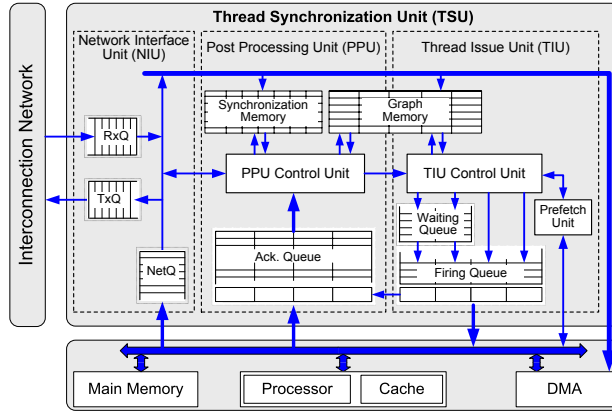 Thread Synchronization Unit (TSU)
Network Interface
Unit (NIU)
Post Processing Unit (PPU)
Thread Issue Unit (TIU)
Interconnection Network
Synchronization
Memory
Graph
Memory
RxQ
PPU Control Unit
TIU Control Unit
TxQ
Waiting
Queue
Prefetch
Unit
NetQ
Ack. Queue
Firing Queue
Main Memory
Processor
Cache
DMA